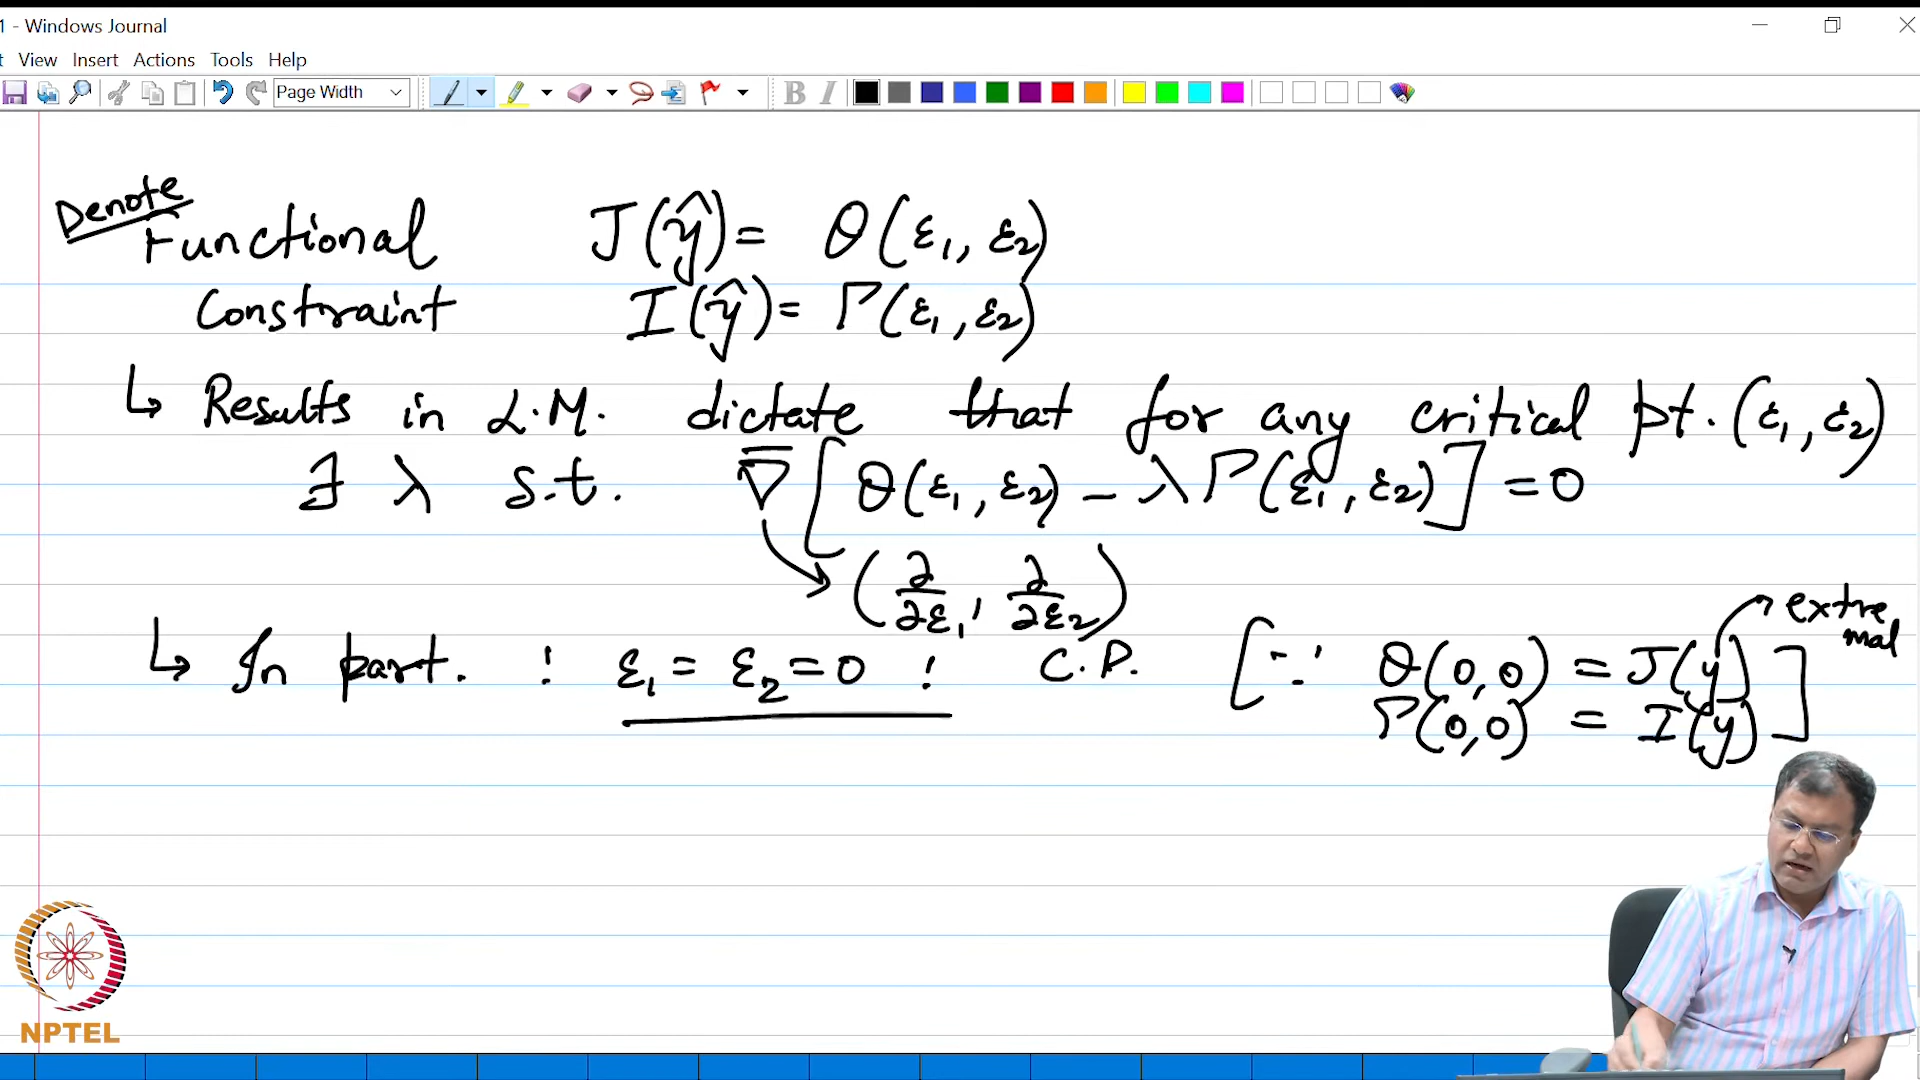 1 - Windows Journal
t View Insert Actions Tools Help
Page Width B I
Denote
Functional J(ŷ) = Θ(ε₁, ε₂)
Constraint I(ŷ) = Γ(ε₁, ε₂)
↳ Results in L.M. dictate that for any critical pt. (ε₁, ε₂)
∃ λ s.t. ∇̄ [Θ(ε₁, ε₂) - λ Γ(ε₁, ε₂)] = 0
(∂/∂ε₁, ∂/∂ε₂)
↳ In part. : ε₁ = ε₂ = 0 : C.P. [∵ Θ(0,0) = J(y) → extremal
Γ(0,0) = I(y)]
NPTEL